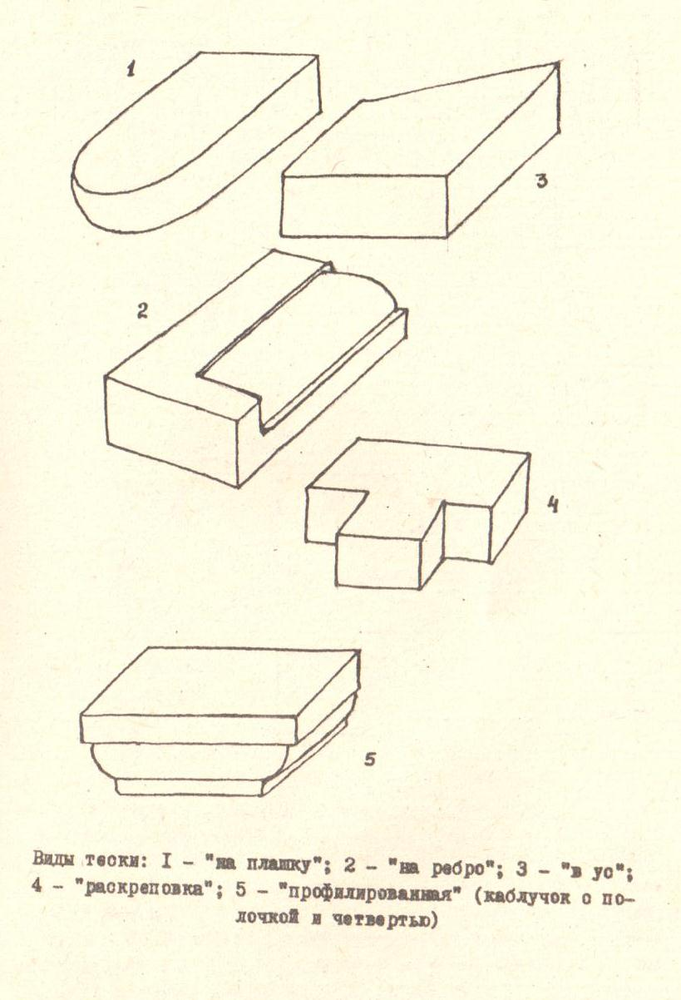 1
3
2
4
5
Виды тески: I - "на плашку"; 2 - "на ребро"; 3 - "в ус";
4 - "раскреповка"; 5 - "профилированная" (каблучок с по-
лочкой и четвертью)